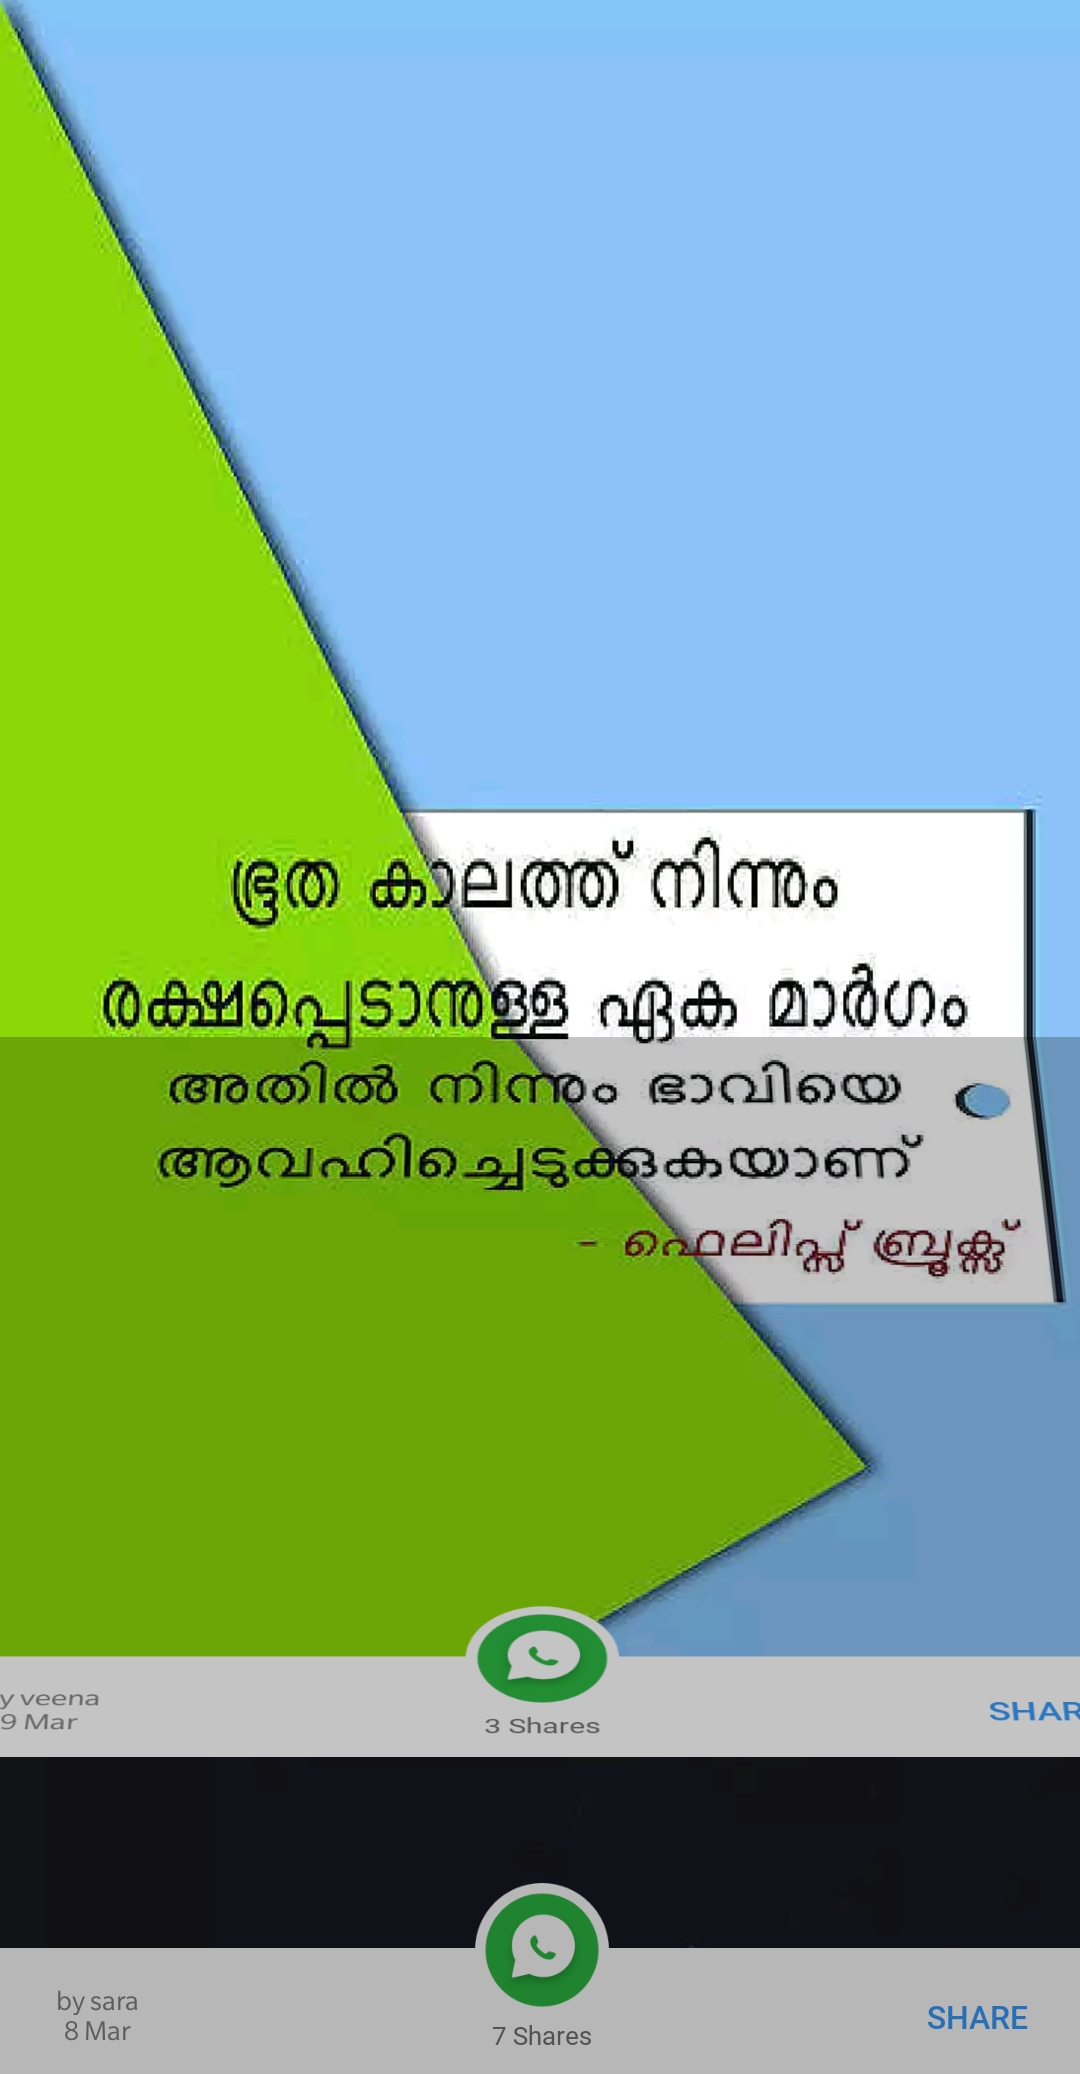 ഭൂത കാലത്ത് നിന്നും
രക്ഷപ്പെടാനുള്ള ഏക മാർഗം
അതിൽ നിന്നും ഭാവിയെ
ആവഹിച്ചെടുക്കുകയാണ്
- ഫെലിപ്സ് ബ്രൂക്സ്
y veena
9 Mar
3 Shares
SHAR
by sara
8 Mar
7 Shares
SHARE